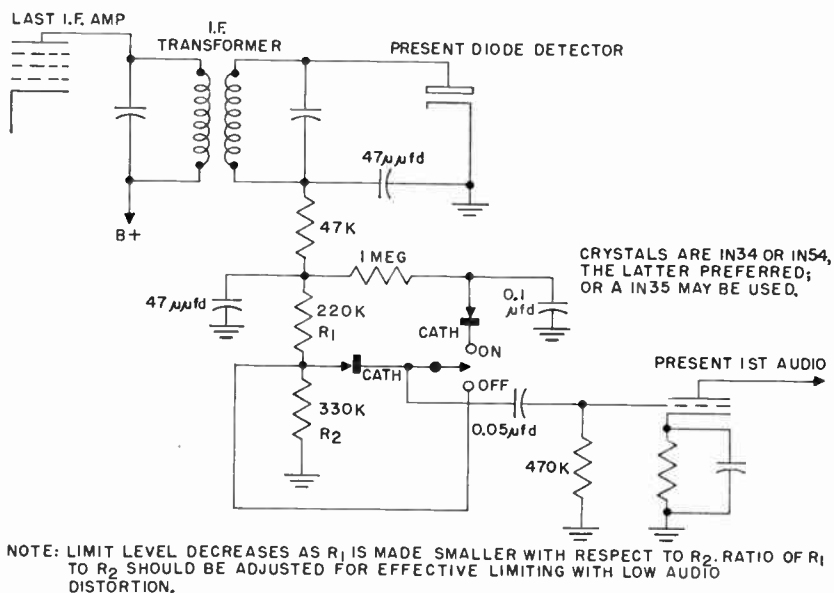 LAST I.F. AMP
I.F.
TRANSFORMER
PRESENT DIODE DETECTOR
47μμfd
B+
47K
1 MEG
CRYSTALS ARE IN34 OR IN54,
THE LATTER PREFERRED;
OR A IN35 MAY BE USED.
47μμfd
220K
R1
CATH
0.1
μfd
ON
CATH
OFF
PRESENT 1ST AUDIO
330K
R2
0.05μfd
470K
NOTE: LIMIT LEVEL DECREASES AS R1 IS MADE SMALLER WITH RESPECT TO R2. RATIO OF R1
TO R2 SHOULD BE ADJUSTED FOR EFFECTIVE LIMITING WITH LOW AUDIO
DISTORTION.